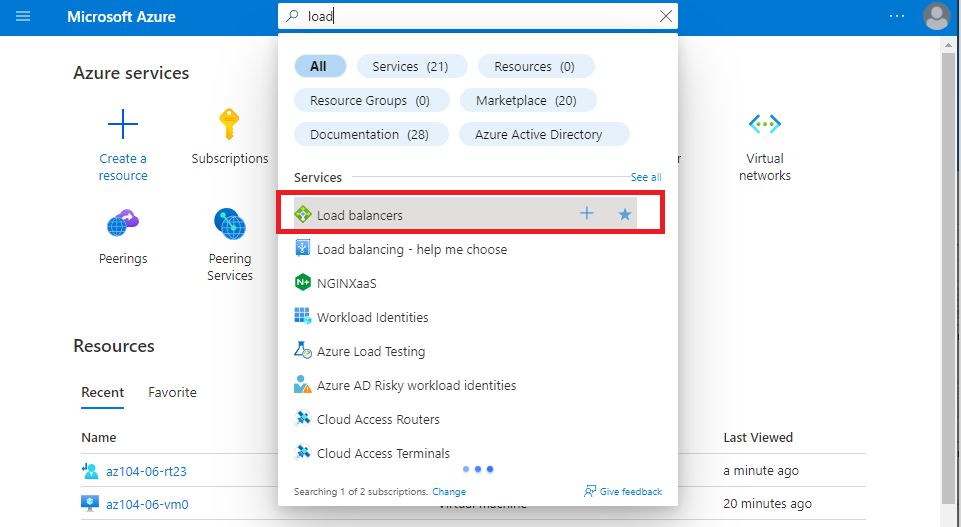 Microsoft Azure
load
...
All
Services (21)
Resources (0)
Resource Groups (0)
Marketplace (20)
Documentation (28)
Azure Active Directory
Azure services
Create a
resource
Subscriptions
r
Virtual
networks
Peerings
Peering
Services
Services
See all
Load balancers
Load balancing - help me choose
N+
NGINXaaS
Workload Identities
Azure Load Testing
Azure AD Risky workload identities
Cloud Access Routers
Cloud Access Terminals
Searching 1 of 2 subscriptions. Change
Give feedback
Resources
Recent
Favorite
Name
Last Viewed
az104-06-rt23
a minute ago
az104-06-vm0
20 minutes ago